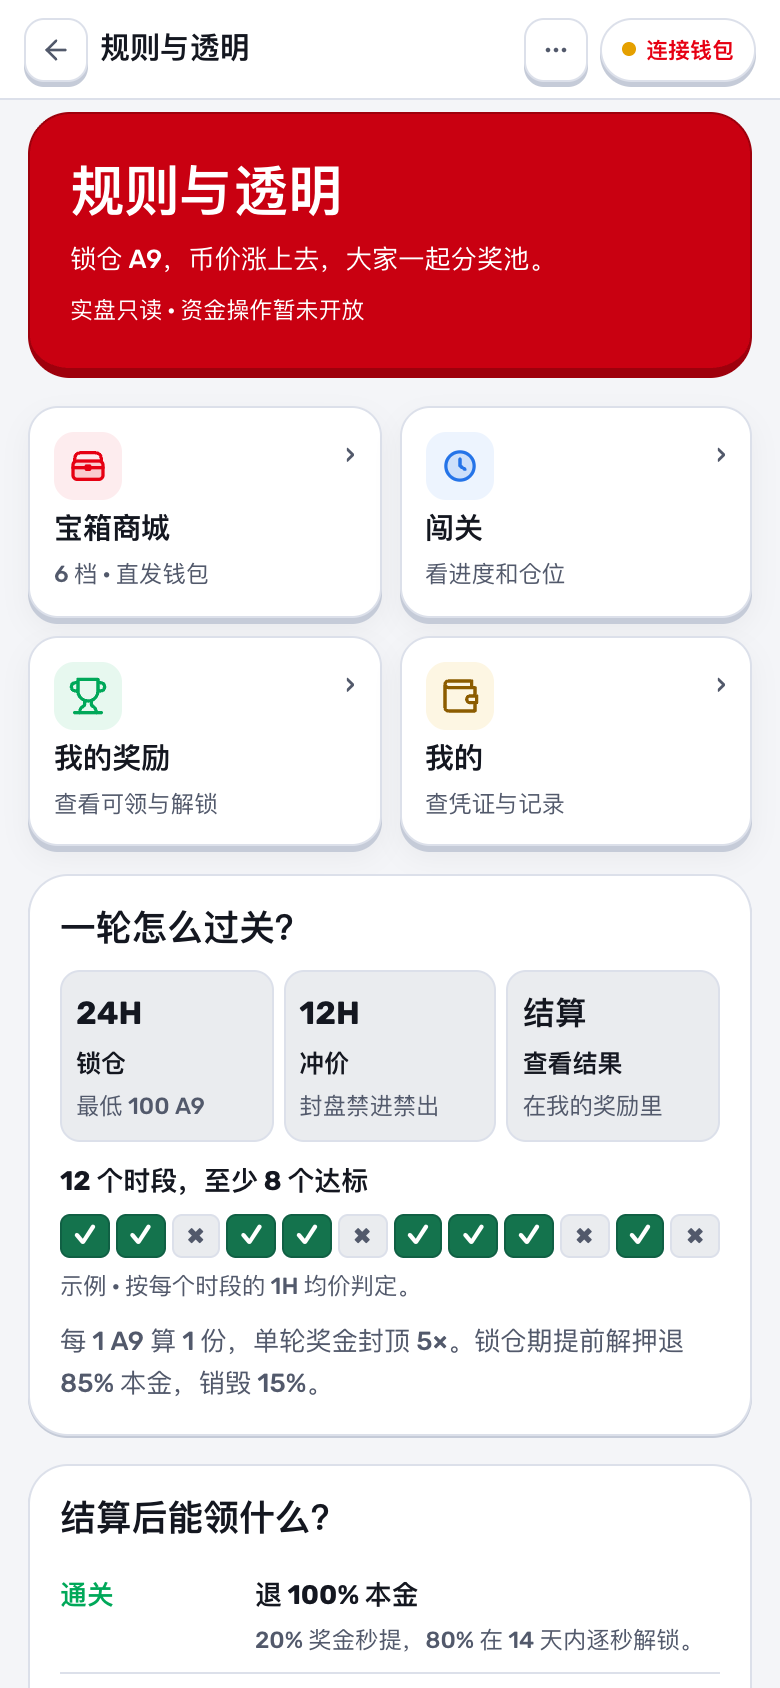 规则与透明
连接钱包
规则与透明
锁仓 A9，币价涨上去，大家一起分奖池。
实盘只读 • 资金操作暂未开放
宝箱商城
6 档 • 直发钱包
闯关
看进度和仓位
我的奖励
查看可领与解锁
我的
查凭证与记录
一轮怎么过关？
24H
锁仓
最低 100 A9
12H
冲价
封盘禁进禁出
结算
查看结果
在我的奖励里
12 个时段，至少 8 个达标
示例 • 按每个时段的 1H 均价判定。
每 1 A9 算 1 份，单轮奖金封顶 5×。锁仓期提前解押退
85% 本金，销毁 15%。
结算后能领什么？
通关
退 100% 本金
20% 奖金秒提，80% 在 14 天内逐秒解锁。